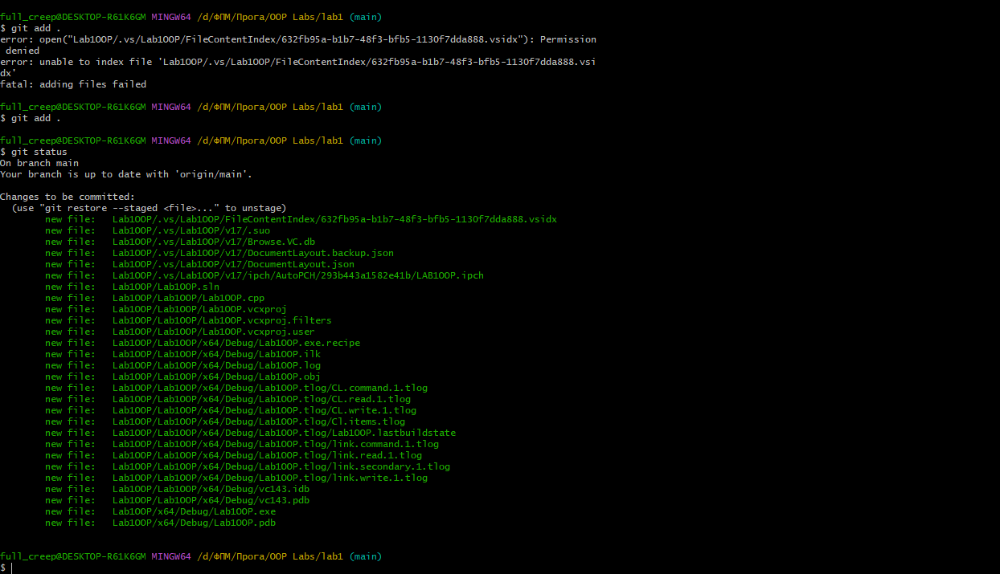 full_creep@DESKTOP-R61K6GM MINGW64 /d/ФПМ/Прога/OOP Labs/lab1 (main)
$ git add .
error: open("Lab1OOP/.vs/Lab1OOP/FileContentIndex/632fb95a-b1b7-48f3-bfb5-1130f7dda888.vsidx"): Permission
 denied
error: unable to index file 'Lab1OOP/.vs/Lab1OOP/FileContentIndex/632fb95a-b1b7-48f3-bfb5-1130f7dda888.vsi
dx'
fatal: adding files failed

full_creep@DESKTOP-R61K6GM MINGW64 /d/ФПМ/Прога/OOP Labs/lab1 (main)
$ git add .

full_creep@DESKTOP-R61K6GM MINGW64 /d/ФПМ/Прога/OOP Labs/lab1 (main)
$ git status
On branch main
Your branch is up to date with 'origin/main'.

Changes to be committed:
  (use "git restore --staged <file>..." to unstage)
        new file:   Lab1OOP/.vs/Lab1OOP/FileContentIndex/632fb95a-b1b7-48f3-bfb5-1130f7dda888.vsidx
        new file:   Lab1OOP/.vs/Lab1OOP/v17/.suo
        new file:   Lab1OOP/.vs/Lab1OOP/v17/Browse.VC.db
        new file:   Lab1OOP/.vs/Lab1OOP/v17/DocumentLayout.backup.json
        new file:   Lab1OOP/.vs/Lab1OOP/v17/DocumentLayout.json
        new file:   Lab1OOP/.vs/Lab1OOP/v17/ipch/AutoPCH/293b443a1582e41b/LAB1OOP.ipch
        new file:   Lab1OOP/Lab1OOP.sln
        new file:   Lab1OOP/Lab1OOP/Lab1OOP.cpp
        new file:   Lab1OOP/Lab1OOP/Lab1OOP.vcxproj
        new file:   Lab1OOP/Lab1OOP/Lab1OOP.vcxproj.filters
        new file:   Lab1OOP/Lab1OOP/Lab1OOP.vcxproj.user
        new file:   Lab1OOP/Lab1OOP/x64/Debug/Lab1OOP.exe.recipe
        new file:   Lab1OOP/Lab1OOP/x64/Debug/Lab1OOP.ilk
        new file:   Lab1OOP/Lab1OOP/x64/Debug/Lab1OOP.log
        new file:   Lab1OOP/Lab1OOP/x64/Debug/Lab1OOP.obj
        new file:   Lab1OOP/Lab1OOP/x64/Debug/Lab1OOP.tlog/CL.command.1.tlog
        new file:   Lab1OOP/Lab1OOP/x64/Debug/Lab1OOP.tlog/CL.read.1.tlog
        new file:   Lab1OOP/Lab1OOP/x64/Debug/Lab1OOP.tlog/CL.write.1.tlog
        new file:   Lab1OOP/Lab1OOP/x64/Debug/Lab1OOP.tlog/Cl.items.tlog
        new file:   Lab1OOP/Lab1OOP/x64/Debug/Lab1OOP.tlog/Lab1OOP.lastbuildstate
        new file:   Lab1OOP/Lab1OOP/x64/Debug/Lab1OOP.tlog/link.command.1.tlog
        new file:   Lab1OOP/Lab1OOP/x64/Debug/Lab1OOP.tlog/link.read.1.tlog
        new file:   Lab1OOP/Lab1OOP/x64/Debug/Lab1OOP.tlog/link.secondary.1.tlog
        new file:   Lab1OOP/Lab1OOP/x64/Debug/Lab1OOP.tlog/link.write.1.tlog
        new file:   Lab1OOP/Lab1OOP/x64/Debug/vc143.idb
        new file:   Lab1OOP/Lab1OOP/x64/Debug/vc143.pdb
        new file:   Lab1OOP/x64/Debug/Lab1OOP.exe
        new file:   Lab1OOP/x64/Debug/Lab1OOP.pdb

full_creep@DESKTOP-R61K6GM MINGW64 /d/ФПМ/Прога/OOP Labs/lab1 (main)
$